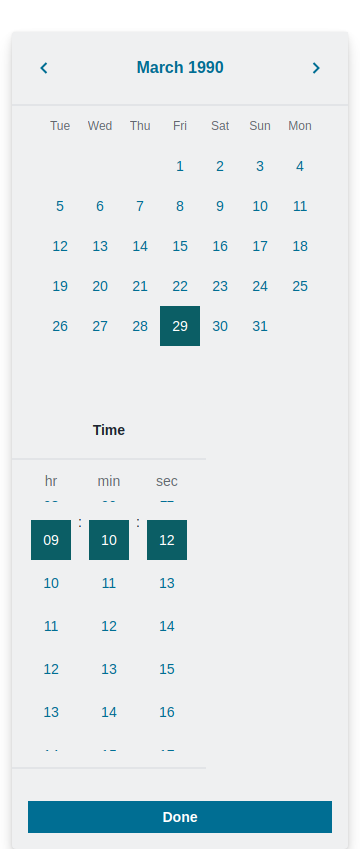 March 1990
Tue Wed Thu Fri Sat Sun Mon
1 2 3 4
5 6 7 8 9 10 11
12 13 14 15 16 17 18
19 20 21 22 23 24 25
26 27 28 29 30 31
Time
hr min sec
09 : 10 : 12
10 11 13
11 12 14
12 13 15
13 14 16
Done